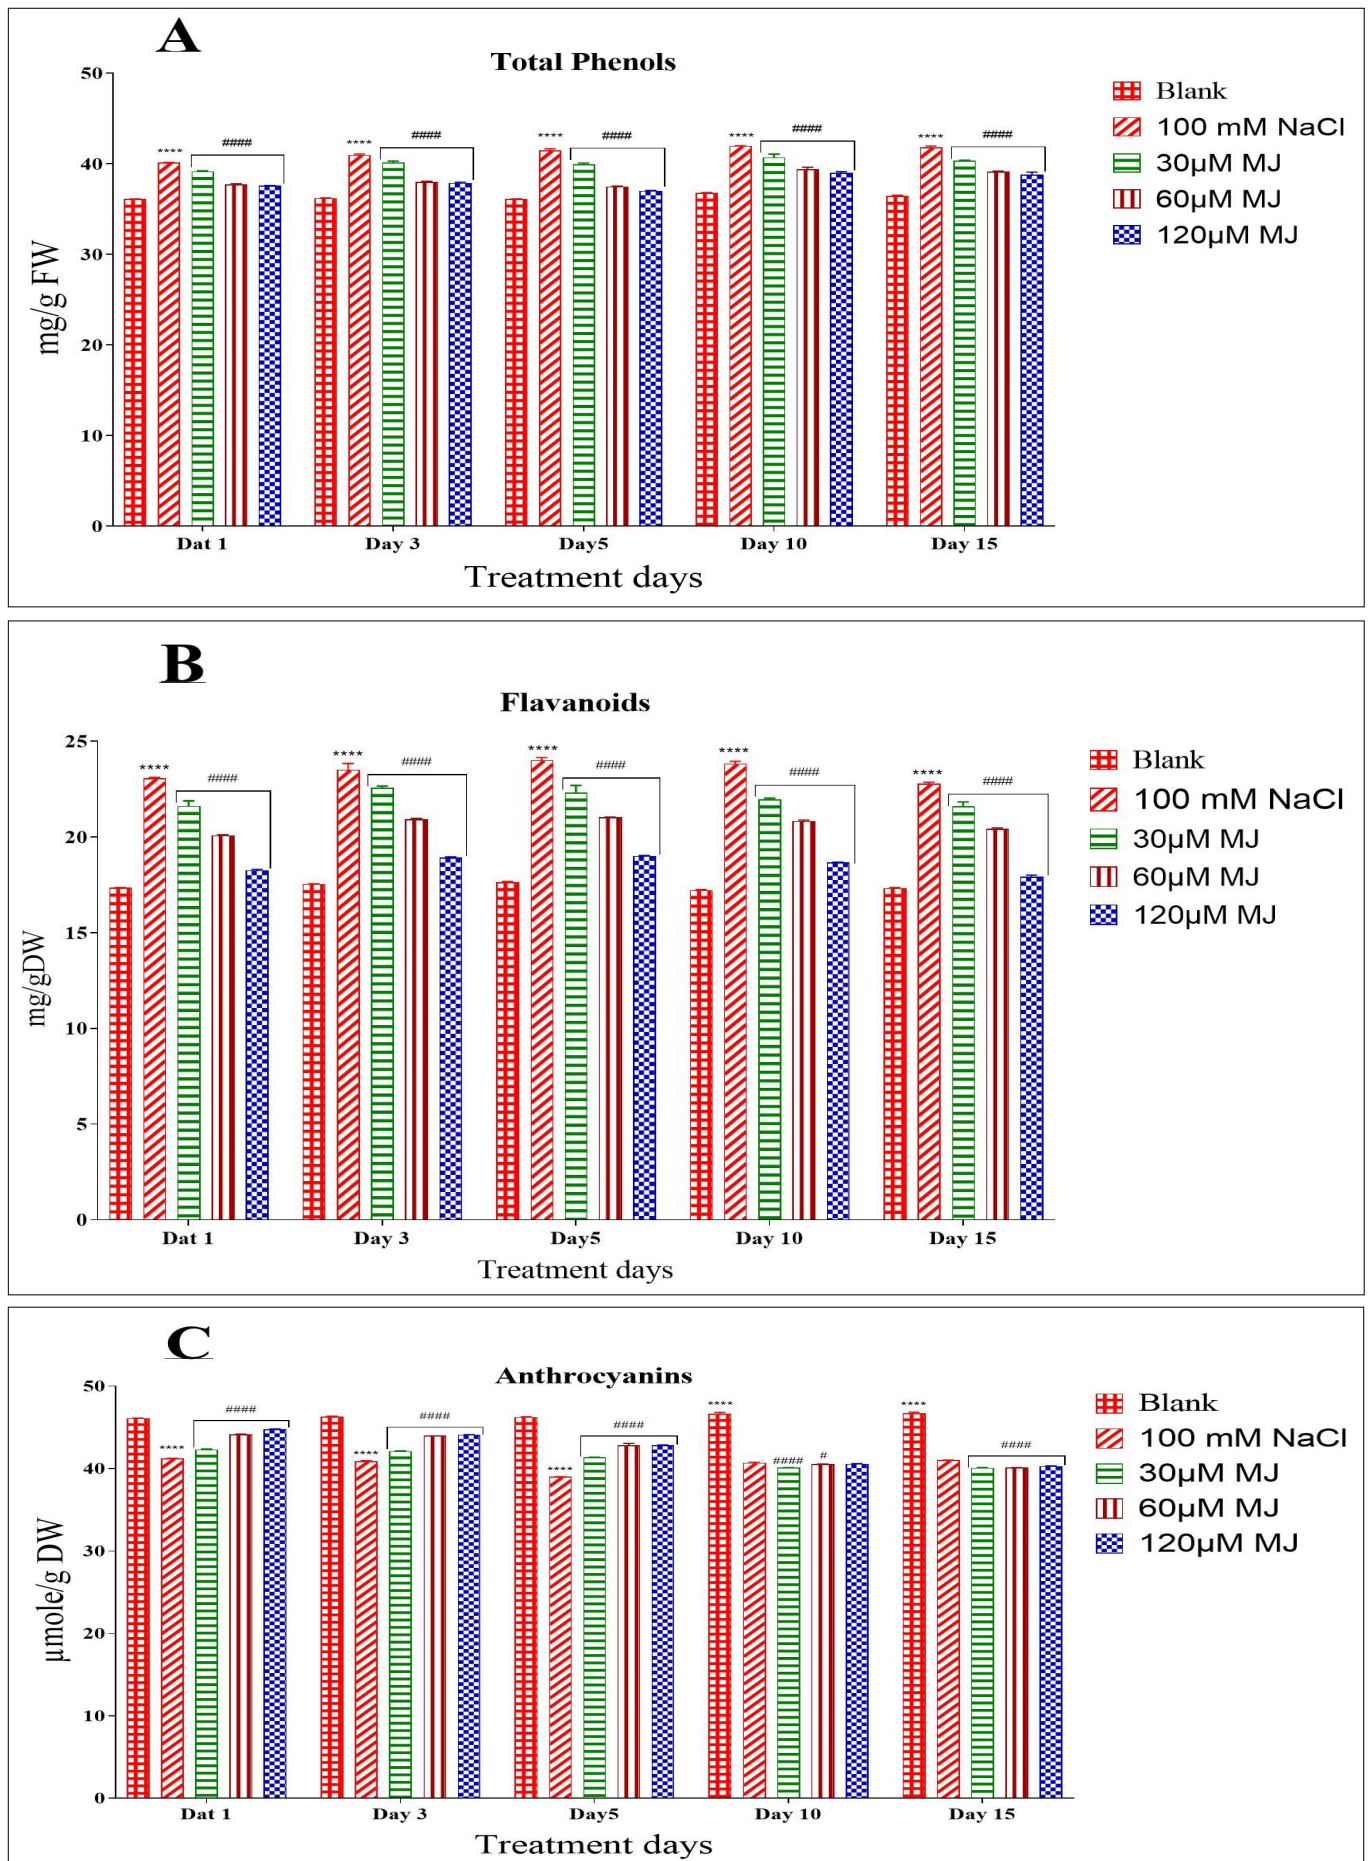 A
Total Phenols
50
40
30
20
10
0
mg/g FW
**** #### **** #### **** #### **** #### **** ####
Dat 1 Day 3 Day5 Day 10 Day 15
Treatment days
Blank
100 mM NaCl
30µM MJ
60µM MJ
120µM MJ
B
Flavanoids
25
20
15
10
5
0
mg/gDW
**** #### **** #### **** #### **** #### **** ####
Dat 1 Day 3 Day5 Day 10 Day 15
Treatment days
Blank
100 mM NaCl
30µM MJ
60µM MJ
120µM MJ
C
Anthrocyanins
50
40
30
20
10
0
µmole/g DW
**** #### **** #### **** #### **** #### # **** ####
Dat 1 Day 3 Day5 Day 10 Day 15
Treatment days
Blank
100 mM NaCl
30µM MJ
60µM MJ
120µM MJ